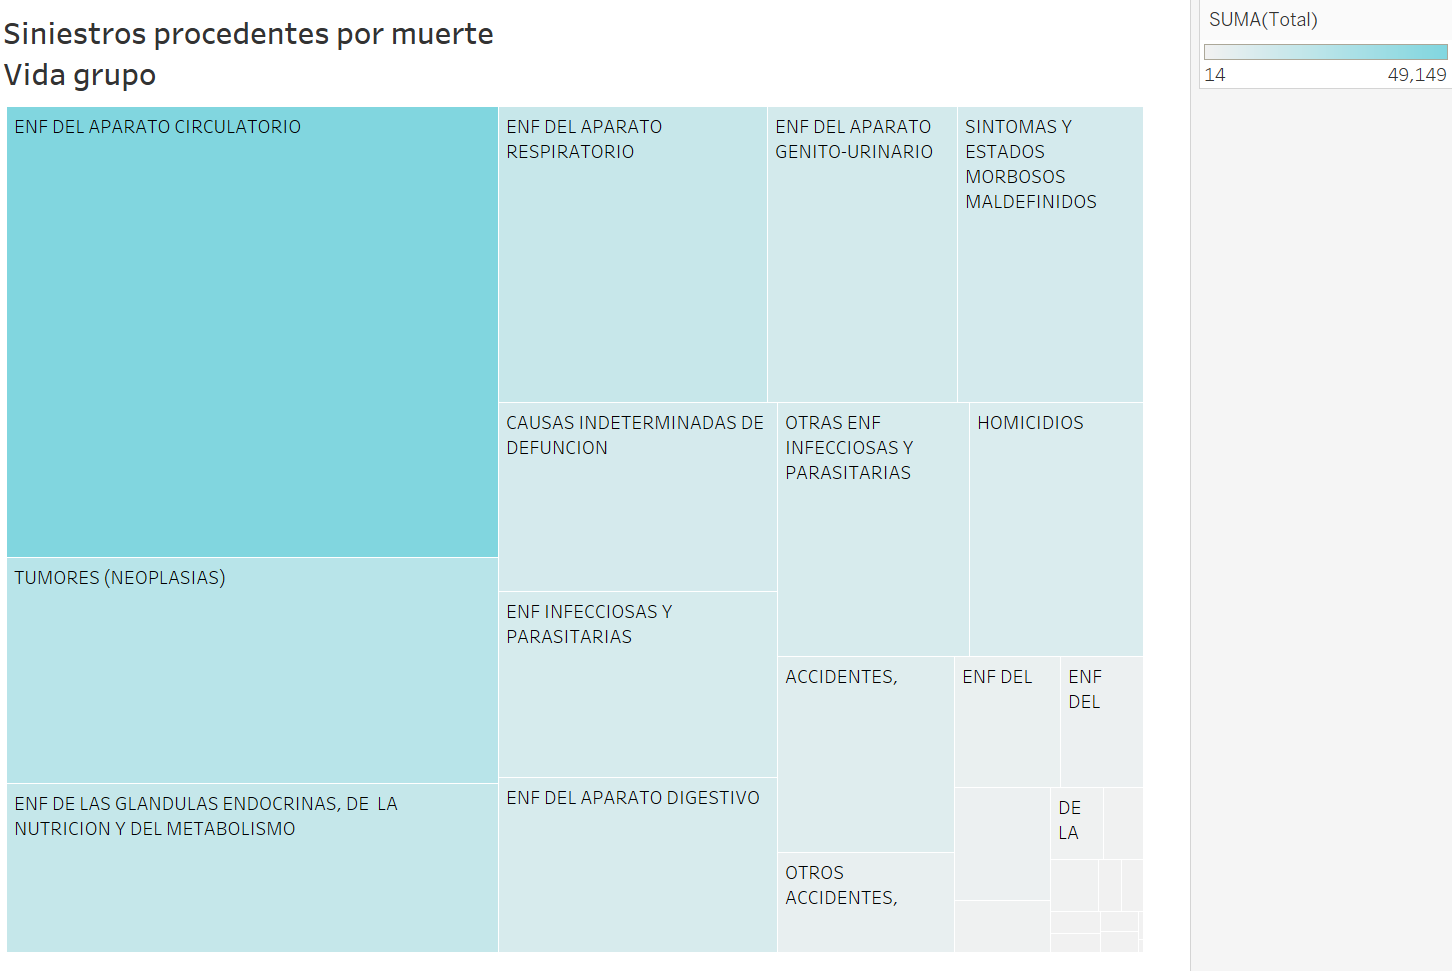 Siniestros procedentes por muerte
Vida grupo
SUMA(Total)
14
49,149
ENF DEL APARATO CIRCULATORIO
TUMORES (NEOPLASIAS)
ENF DE LAS GLANDULAS ENDOCRINAS, DE  LA
NUTRICION Y DEL METABOLISMO
ENF DEL APARATO
RESPIRATORIO
ENF DEL APARATO
GENITO-URINARIO
SINTOMAS Y
ESTADOS
MORBOSOS
MALDEFINIDOS
CAUSAS INDETERMINADAS DE
DEFUNCION
OTRAS ENF
INFECCIOSAS Y
PARASITARIAS
HOMICIDIOS
ENF INFECCIOSAS Y
PARASITARIAS
ENF DEL APARATO DIGESTIVO
ACCIDENTES,
ENF DEL
ENF
DEL
DE
LA
OTROS
ACCIDENTES,